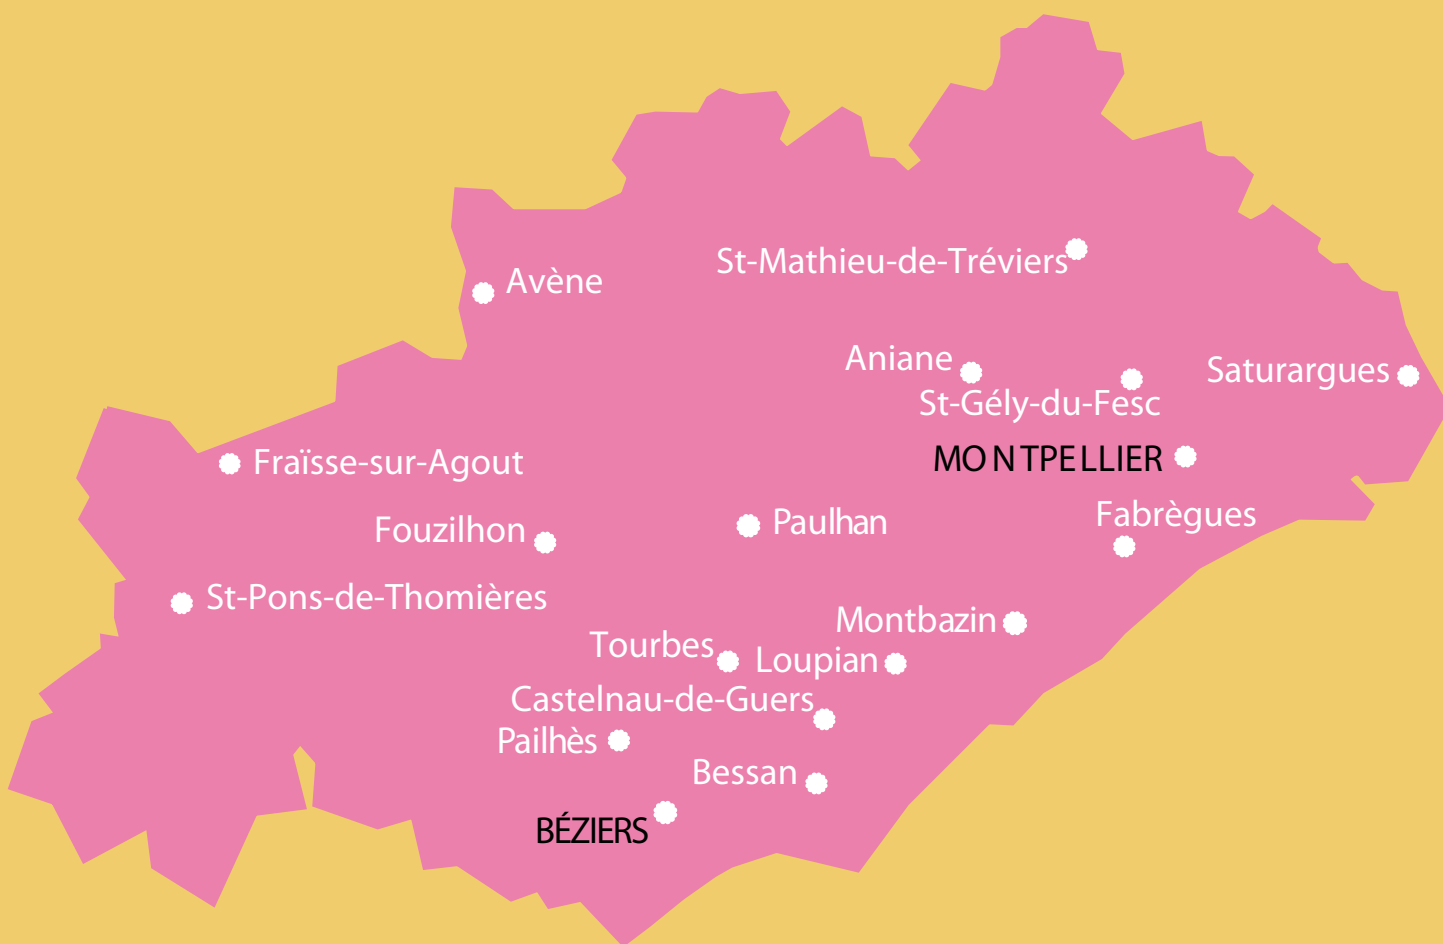 St-Mathieu-de-Tréviers
Avène
Aniane
Saturargues
St-Gély-du-Fesc
MONTPELLIER
Fraïsse-sur-Agout
Fabrègues
Paulhan
Fouzilhon
St-Pons-de-Thomières
Montbazin
Tourbes
Loupian
Castelnau-de-Guers
Pailhès
Bessan
BÉZIERS